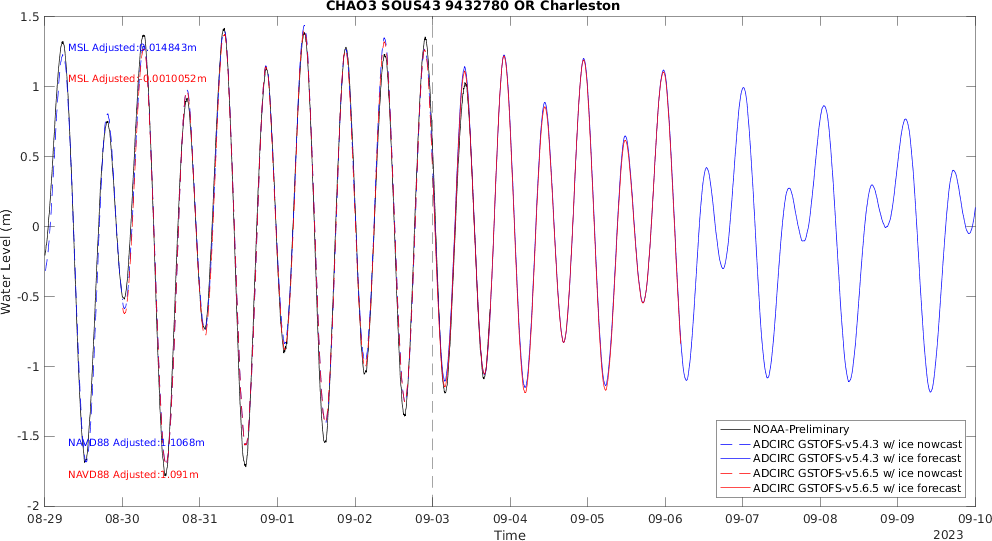 CHAO3 SOUS43 9432780 OR Charleston
Water Level (m)
1.5
1
0.5
0
-0.5
-1
-1.5
-2
MSL Adjusted:0.014843m
MSL Adjusted:-0.0010052m
NAVD88 Adjusted:1.1068m
NAVD88 Adjusted:1.091m
NOAA-Preliminary
ADCIRC GSTOFS-v5.4.3 w/ ice nowcast
ADCIRC GSTOFS-v5.4.3 w/ ice forecast
ADCIRC GSTOFS-v5.6.5 w/ ice nowcast
ADCIRC GSTOFS-v5.6.5 w/ ice forecast
08-29 08-30 08-31 09-01 09-02 09-03 09-04 09-05 09-06 09-07 09-08 09-09 09-10
Time
2023